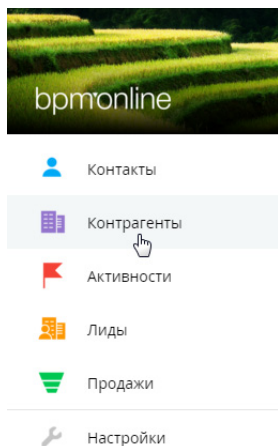 bpm'online
Контакты
Контрагенты
Активности
Лиды
Продажи
Настройки